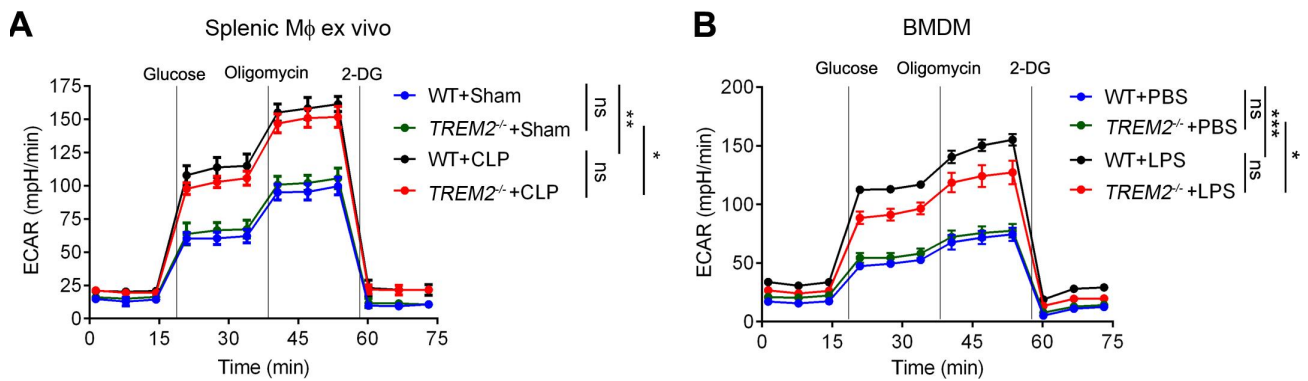 A
Splenic Mϕ ex vivo
Glucose
Oligomycin
2-DG
ECAR (mpH/min)
175
150
125
100
75
50
25
0
0
15
30
45
60
75
Time (min)
WT+Sham
TREM2-/-+Sham
WT+CLP
TREM2-/-+CLP
ns
ns
**
*
B
BMDM
Glucose
Oligomycin
2-DG
ECAR (mpH/min)
200
150
100
50
0
0
15
30
45
60
75
Time (min)
WT+PBS
TREM2-/-+PBS
WT+LPS
TREM2-/-+LPS
ns
ns
***
*